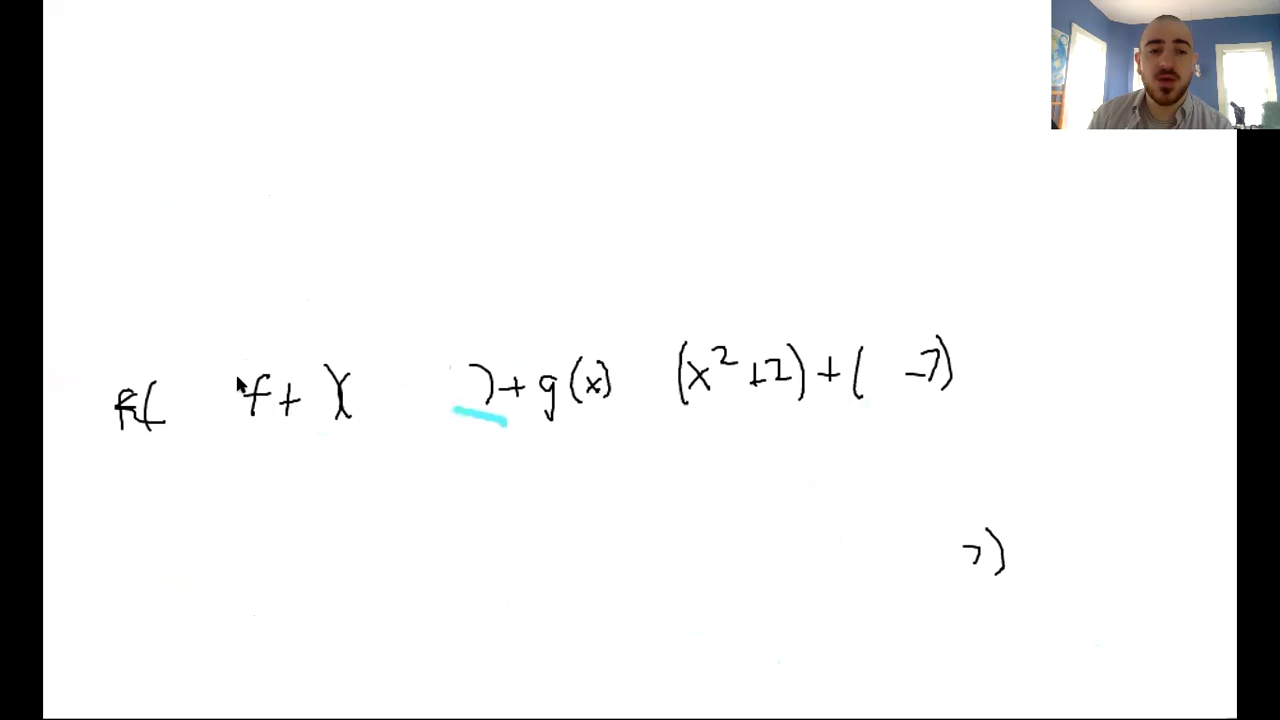 f+ )( )+g(x) (x²+2)+( -7)
7)